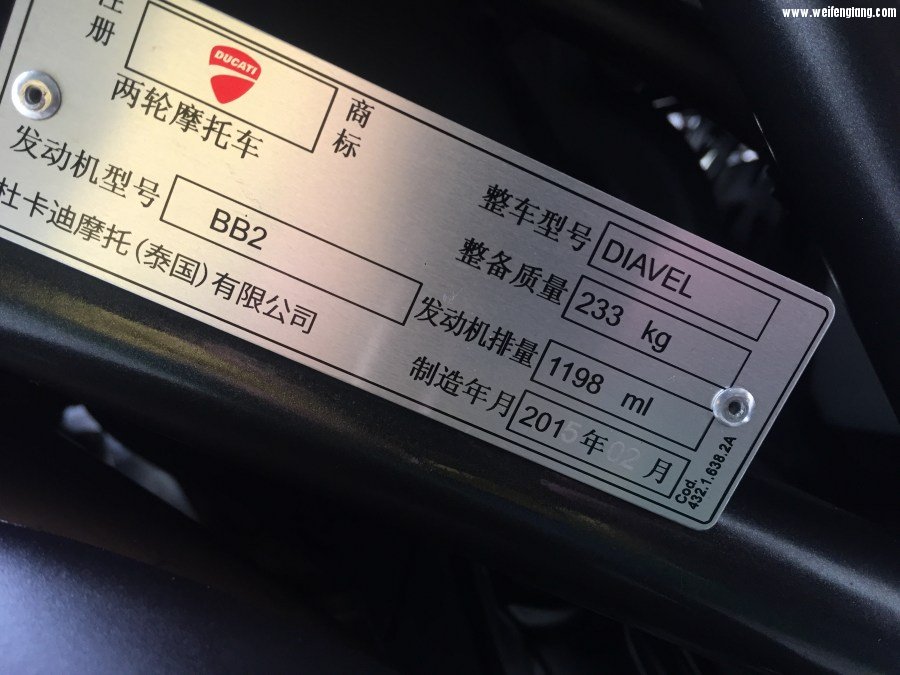 www.weifengtang.com
注册
商标
DUCATI
两轮摩托车
发动机型号 BB2
杜卡迪摩托(泰国)有限公司
整车型号 DIAVEL
整备质量 233 kg
发动机排量 1198 ml
制造年月 2015年02月
Cod.
432.1.638.2A